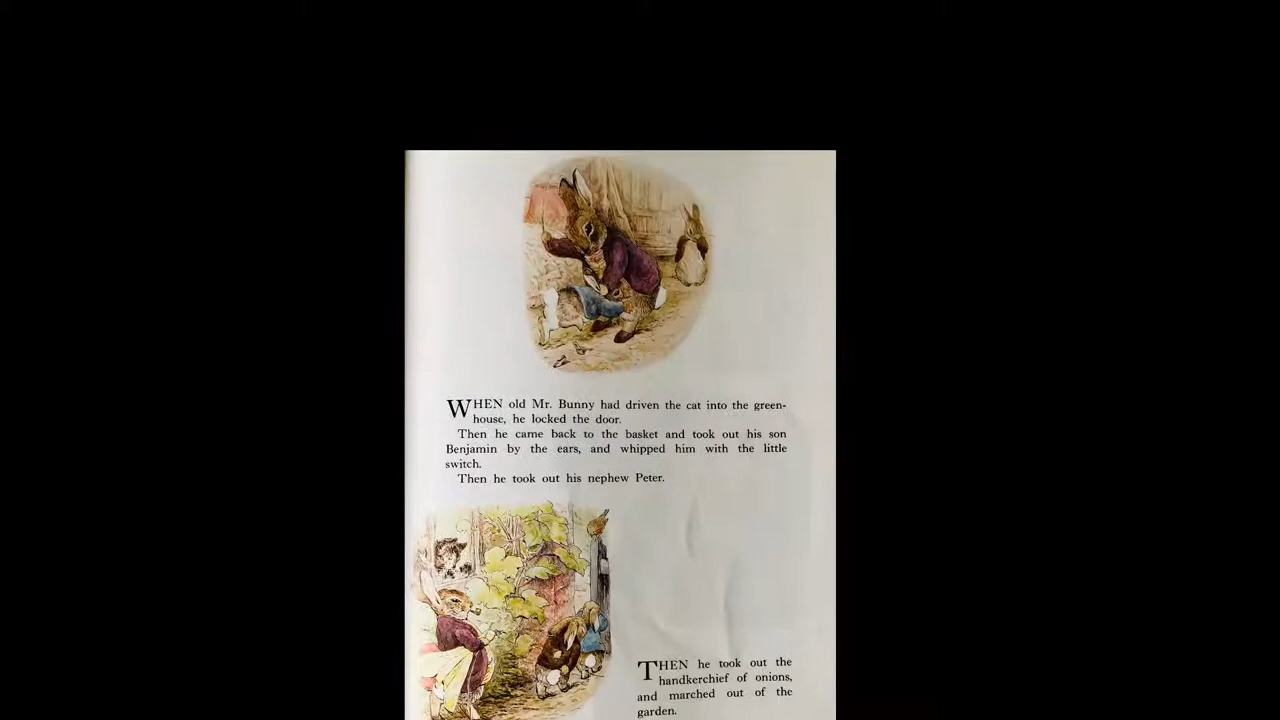 WHEN old Mr. Bunny had driven the cat into the green-
house, he locked the door.
Then he came back to the basket and took out his son
Benjamin by the ears, and whipped him with the little
switch.
Then he took out his nephew Peter.
THEN he took out the
handkerchief of onions,
and marched out of the
garden.